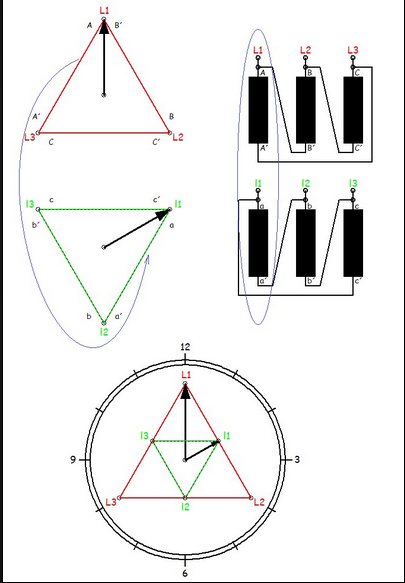 L1
A B′
A′ B
L3 C C′ L2
l3 c c′ l1
b′ a
b a′
l2
L1 L2 L3
A B C
A′ B′ C′
l1 l2 l3
a b c
a′ b′ c′
12
L1
l3 l1
9 3
L3 l2 L2
6